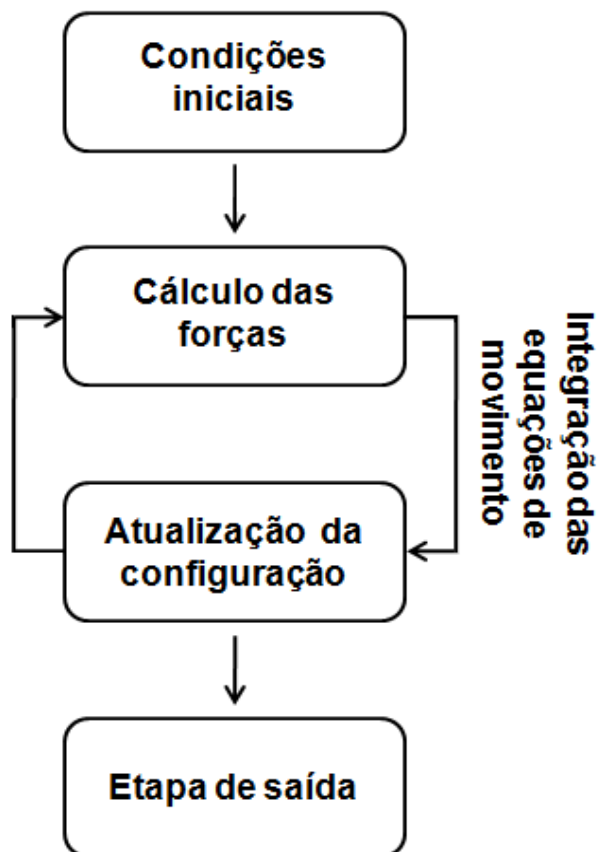 Condições
iniciais
Cálculo das
forças
Integração das
equações de
movimento
Atualização da
configuração
Etapa de saída